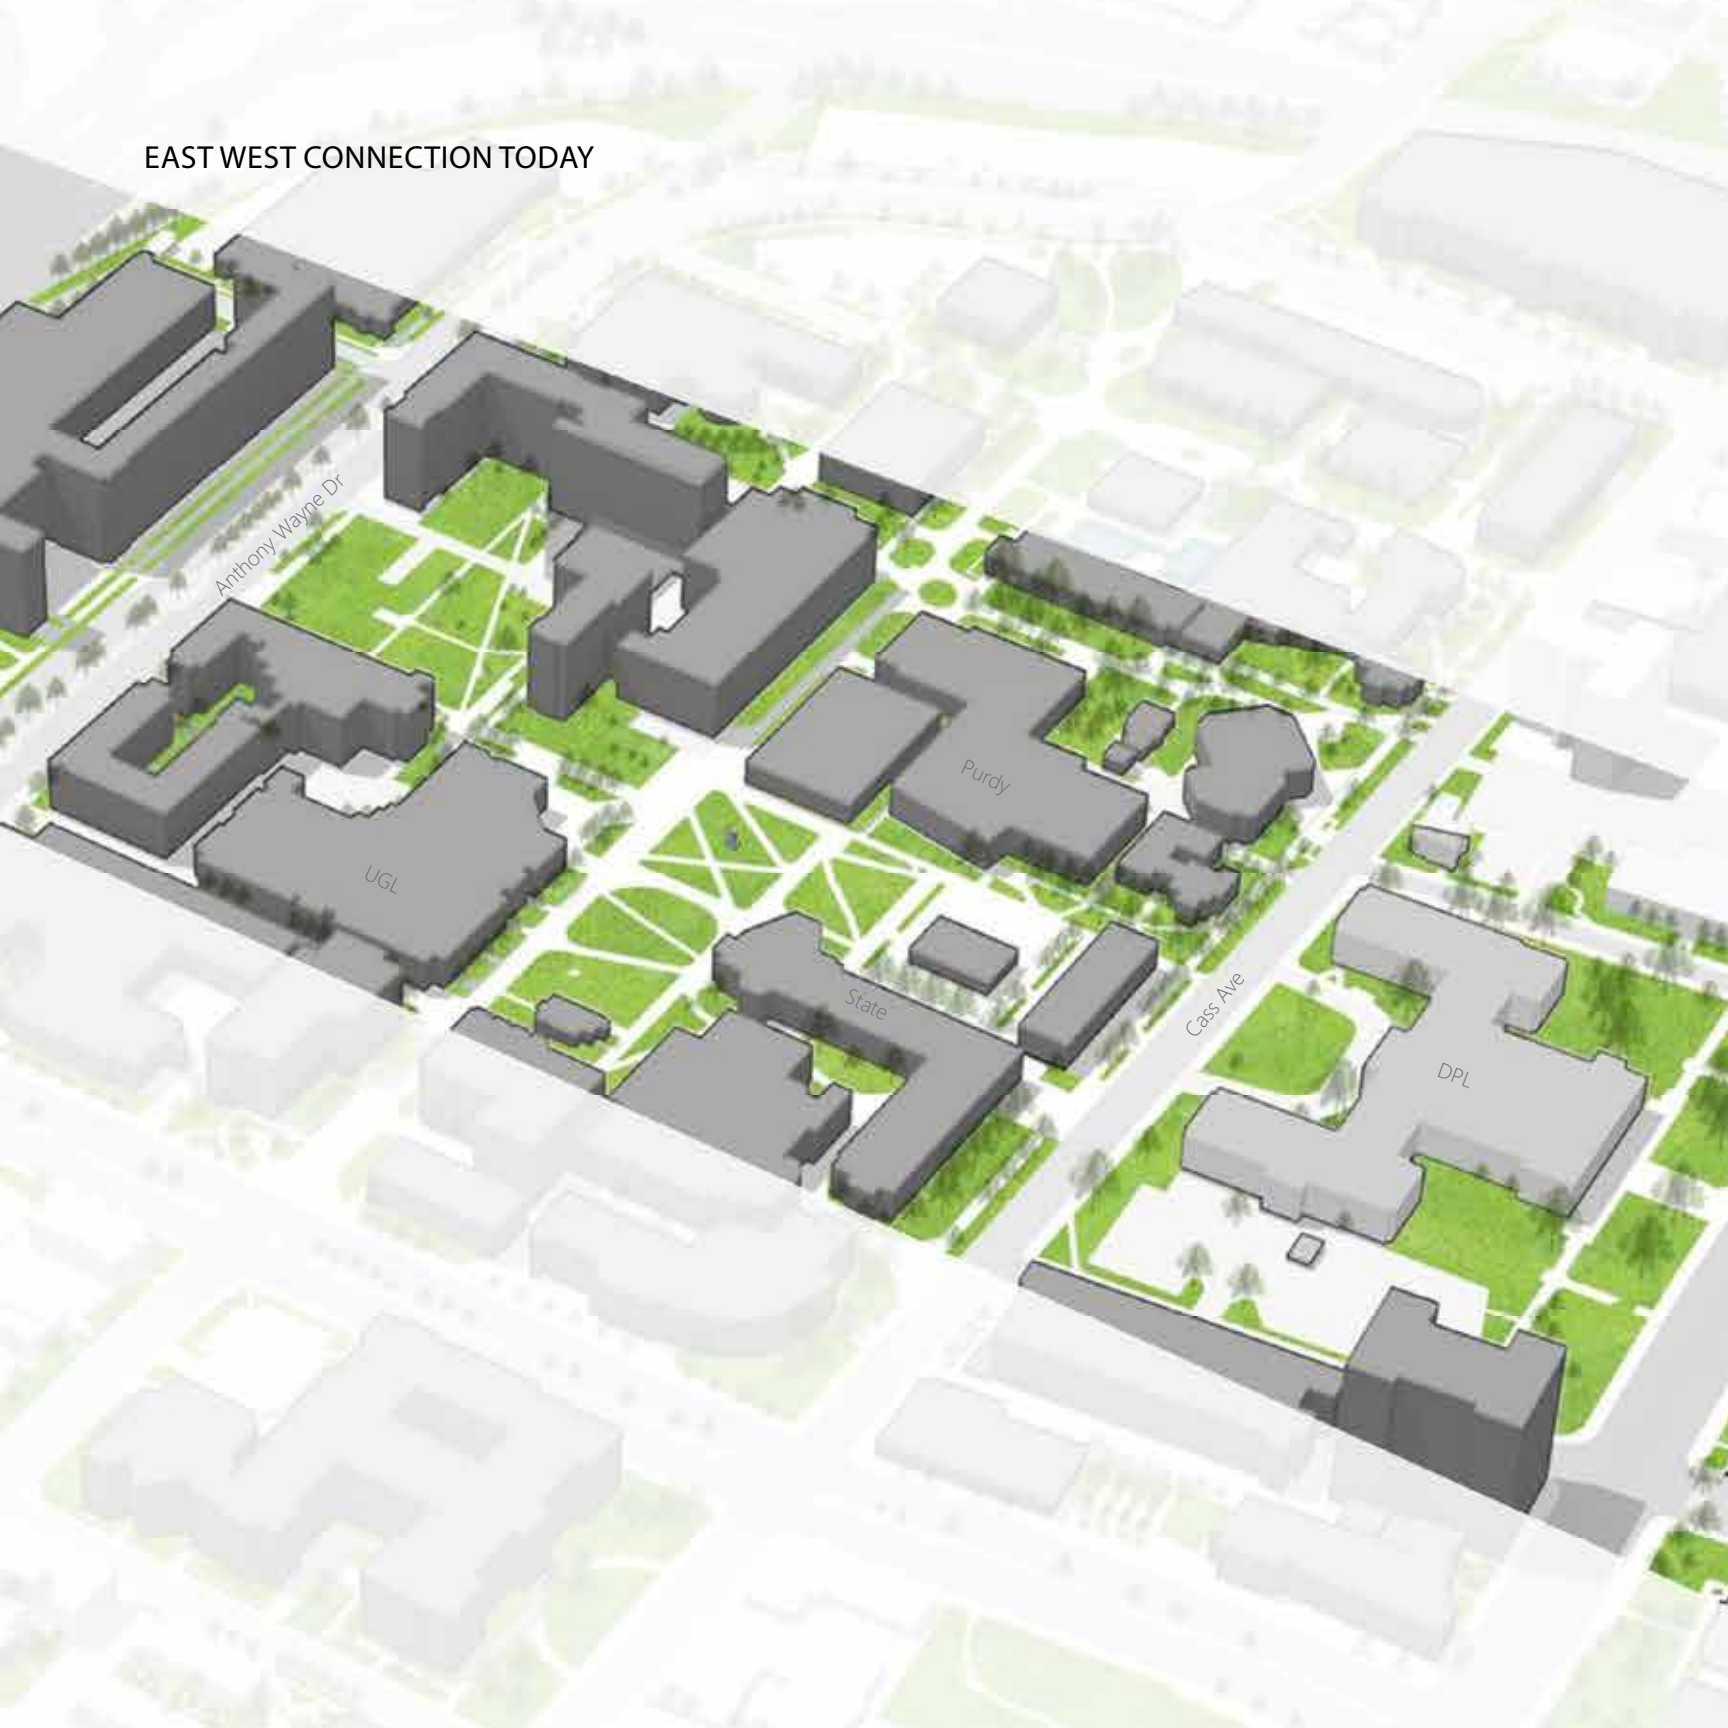 EAST WEST CONNECTION TODAY
Anthony Wayne Dr
Purdy
UGL
State
Cass Ave
DPL